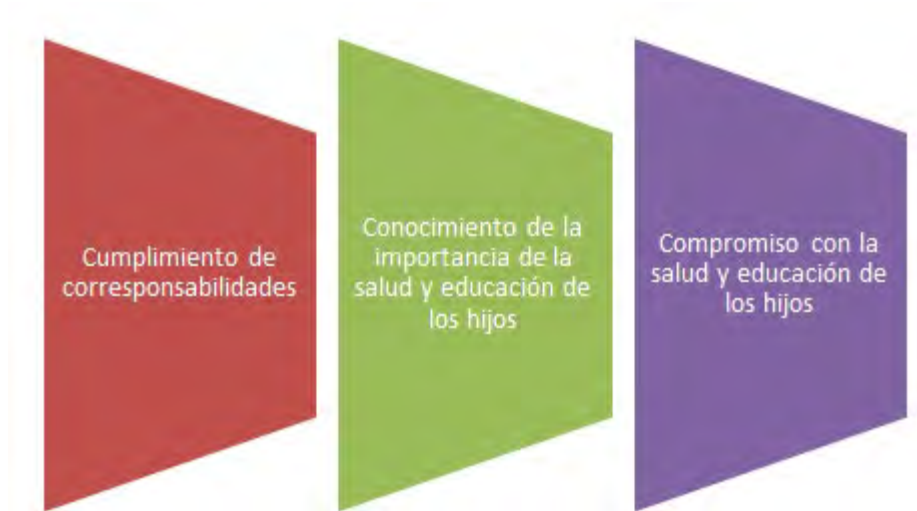 Cumplimiento de
corresponsabilidades
Conocimiento de la
importancia de la
salud y educación de
los hijos
Compromiso con la
salud y educación de
los hijos